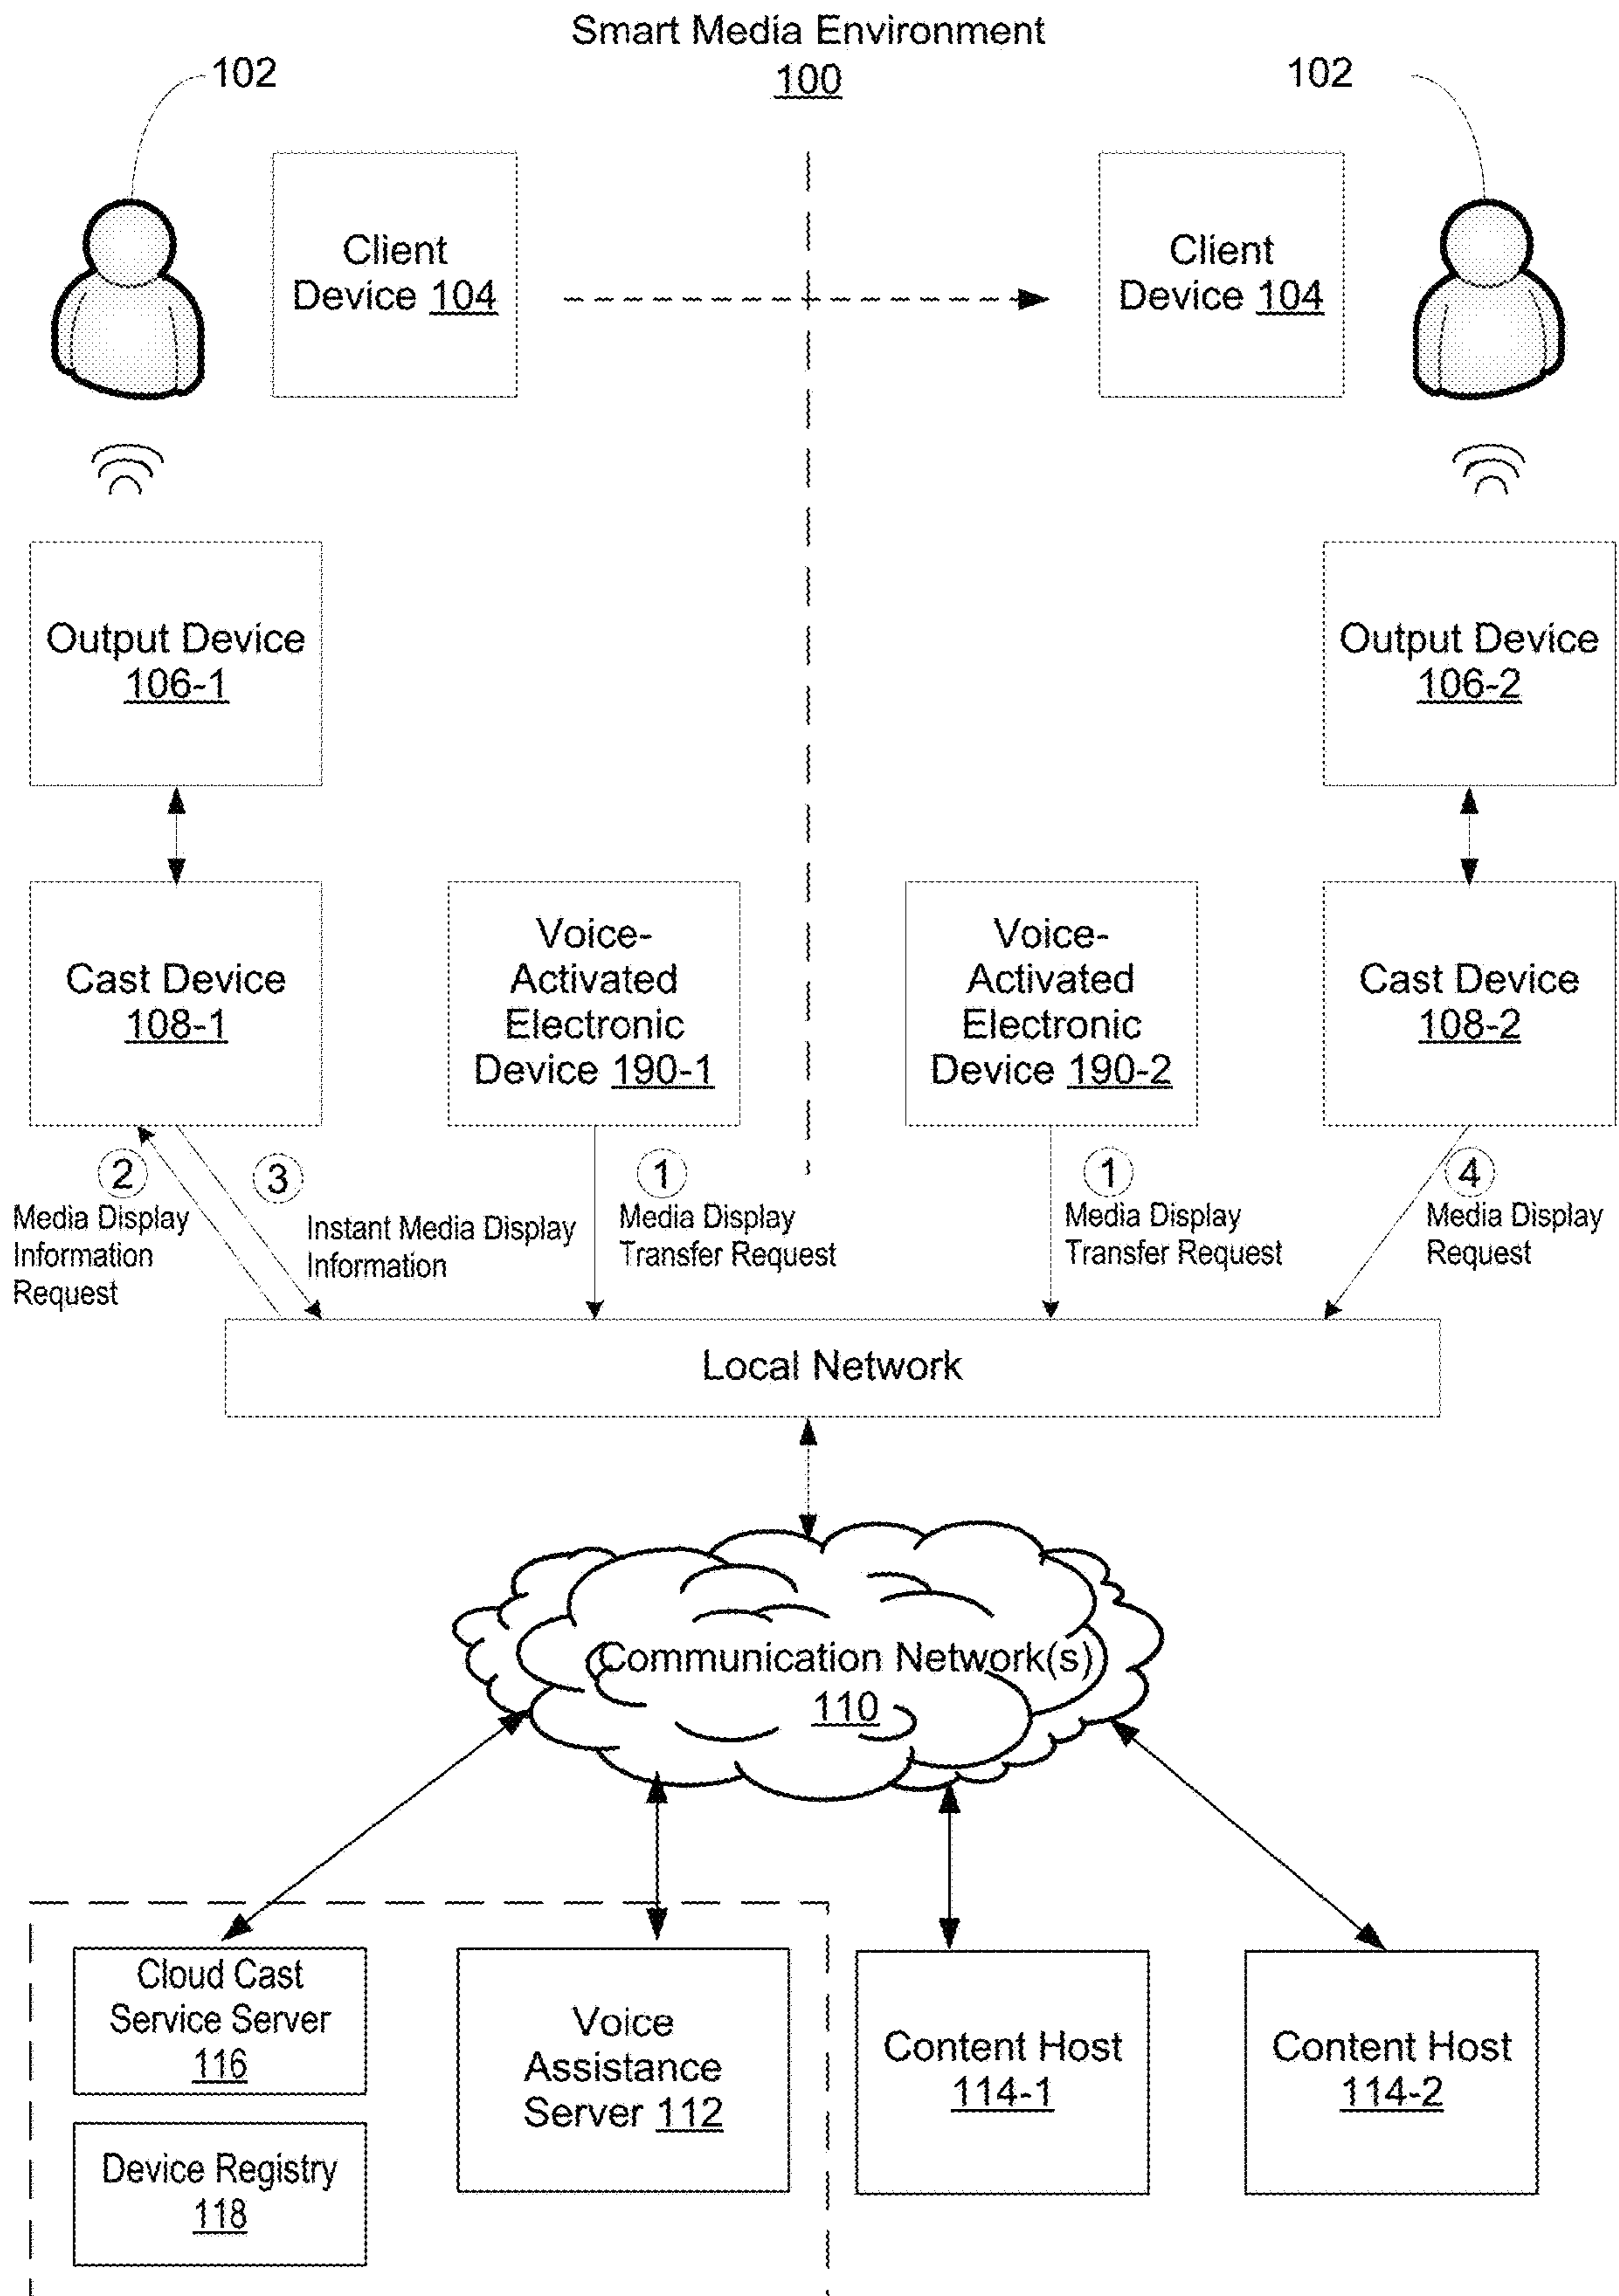 Smart Media Environment
100
102
102
Client
Device 104
Client
Device 104
Output Device
106-1
Output Device
106-2
Cast Device
108-1
Voice-
Activated
Electronic
Device 190-1
Voice-
Activated
Electronic
Device 190-2
Cast Device
108-2
2
Media Display
Information
Request
3
Instant Media Display
Information
1
Media Display
Transfer Request
1
Media Display
Transfer Request
4
Media Display
Request
Local Network
Communication Network(s)
110
Cloud Cast
Service Server
116
Device Registry
118
Voice
Assistance
Server 112
Content Host
114-1
Content Host
114-2